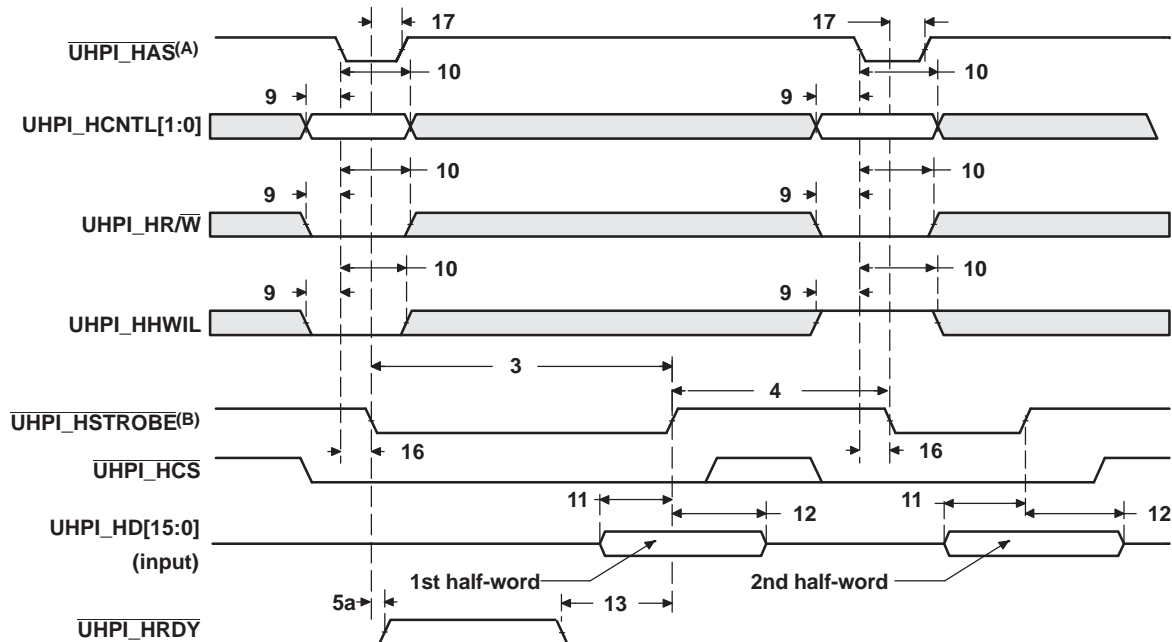 17 17
UHPI_HAS(A)
10 10
9 9
UHPI_HCNTL[1:0]
10 10
9 9
UHPI_HR/W
10 10
9 9
UHPI_HHWIL
3
4
UHPI_HSTROBE(B)
16 16
UHPI_HCS
11 11
12 12
UHPI_HD[15:0]
(input)
1st half-word 2nd half-word
5a 13
UHPI_HRDY